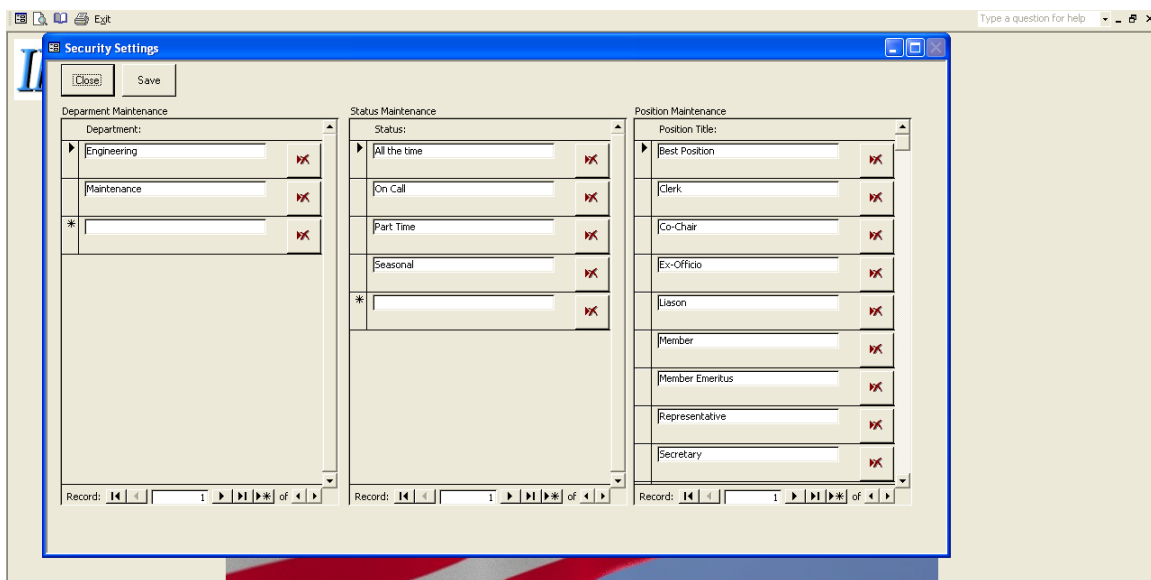 Exit
Type a question for help
Security Settings
Close
Save
Deparment Maintenance
Department:
Engineering
Maintenance
Record: 1 of
Status Maintenance
Status:
All the time
On Call
Part Time
Seasonal
Record: 1 of
Position Maintenance
Position Title:
Best Position
Clerk
Co-Chair
Ex-Officio
Liason
Member
Member Emeritus
Representative
Secretary
Record: 1 of